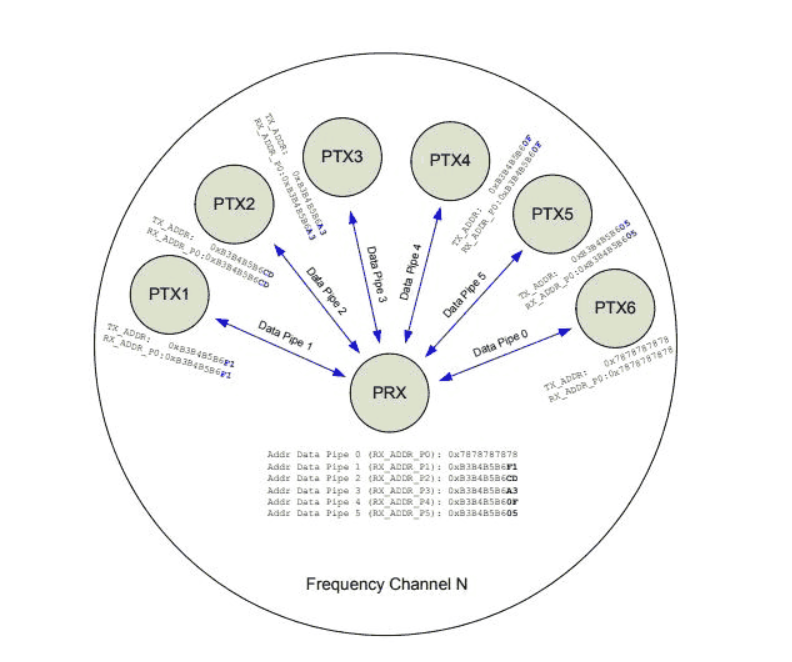 PTX3
PTX4
TX_ADDR: 0xB3B4B5B6A3
RX_ADDR_P0:0xB3B4B5B6A3
TX_ADDR: 0xB3B4B5B60F
RX_ADDR_P0:0xB3B4B5B60F
PTX2
PTX5
TX_ADDR: 0xB3B4B5B6CD
RX_ADDR_P0:0xB3B4B5B6CD
TX_ADDR: 0xB3B4B5B605
RX_ADDR_P0:0xB3B4B5B605
PTX1
PTX6
TX_ADDR: 0xB3B4B5B6F1
RX_ADDR_P0:0xB3B4B5B6F1
TX_ADDR: 0x7878787878
RX_ADDR_P0:0x7878787878
Data Pipe 1
Data Pipe 2
Data Pipe 3
Data Pipe 4
Data Pipe 5
Data Pipe 0
PRX
Addr Data Pipe 0 (RX_ADDR_P0): 0x7878787878
Addr Data Pipe 1 (RX_ADDR_P1): 0xB3B4B5B6F1
Addr Data Pipe 2 (RX_ADDR_P2): 0xB3B4B5B6CD
Addr Data Pipe 3 (RX_ADDR_P3): 0xB3B4B5B6A3
Addr Data Pipe 4 (RX_ADDR_P4): 0xB3B4B5B60F
Addr Data Pipe 5 (RX_ADDR_P5): 0xB3B4B5B605
Frequency Channel N